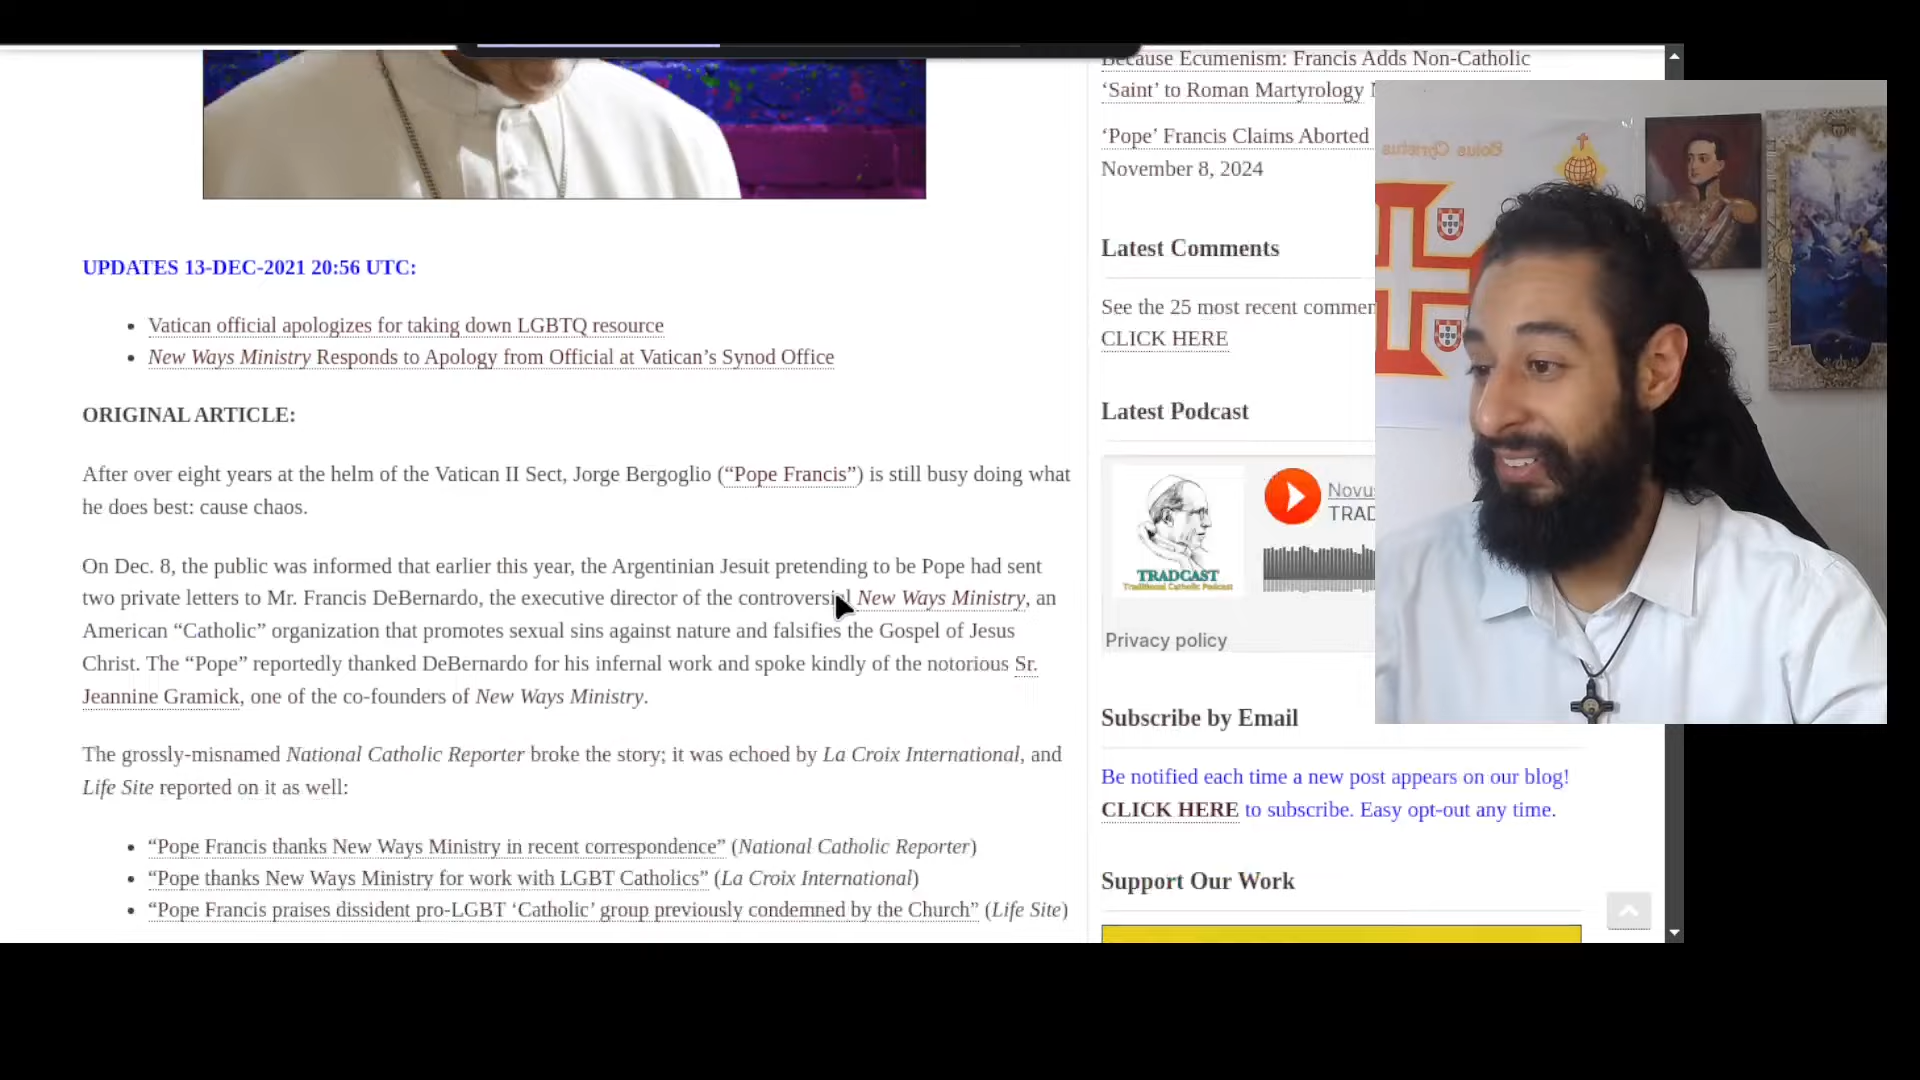 UPDATES 13-DEC-2021 20:56 UTC:
Vatican official apologizes for taking down LGBTQ resource
New Ways Ministry Responds to Apology from Official at Vatican’s Synod Office
ORIGINAL ARTICLE:
After over eight years at the helm of the Vatican II Sect, Jorge Bergoglio (“Pope Francis”) is still busy doing what
he does best: cause chaos.
On Dec. 8, the public was informed that earlier this year, the Argentinian Jesuit pretending to be Pope had sent
two private letters to Mr. Francis DeBernardo, the executive director of the controversial New Ways Ministry, an
American “Catholic” organization that promotes sexual sins against nature and falsifies the Gospel of Jesus
Christ. The “Pope” reportedly thanked DeBernardo for his infernal work and spoke kindly of the notorious Sr.
Jeannine Gramick, one of the co-founders of New Ways Ministry.
The grossly-misnamed National Catholic Reporter broke the story; it was echoed by La Croix International, and
Life Site reported on it as well:
“Pope Francis thanks New Ways Ministry in recent correspondence” (National Catholic Reporter)
“Pope thanks New Ways Ministry for work with LGBT Catholics” (La Croix International)
“Pope Francis praises dissident pro-LGBT ‘Catholic’ group previously condemned by the Church” (Life Site)
Because Ecumenism: Francis Adds Non-Catholic
‘Saint’ to Roman Martyrology
‘Pope’ Francis Claims Aborted
November 8, 2024
Latest Comments
See the 25 most recent commen
CLICK HERE
Latest Podcast
Novus
TRAD
TRADCAST
Traditional Catholic Podcast
Privacy policy
Subscribe by Email
Be notified each time a new post appears on our blog!
CLICK HERE to subscribe. Easy opt-out any time.
Support Our Work